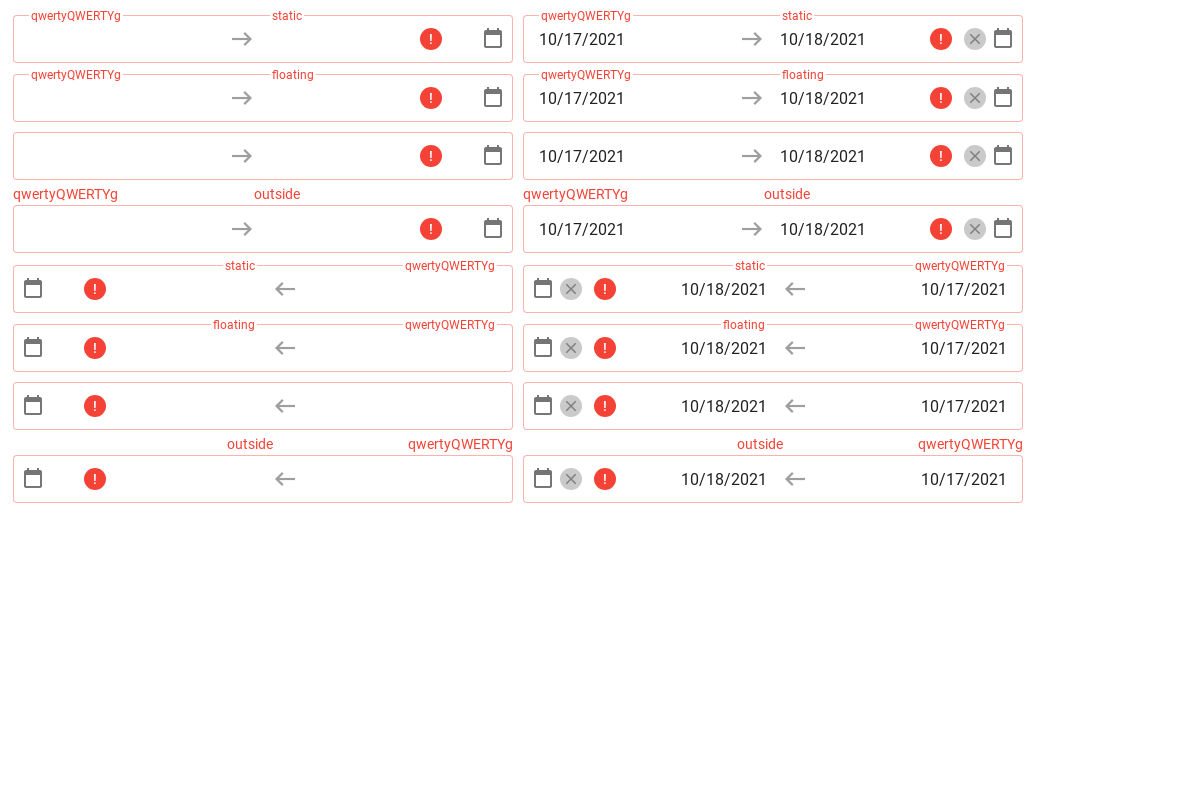 qwertyQWERTYg static qwertyQWERTYg static
10/17/2021 10/18/2021
qwertyQWERTYg floating qwertyQWERTYg floating
10/17/2021 10/18/2021
10/17/2021 10/18/2021
qwertyQWERTYg outside qwertyQWERTYg outside
10/17/2021 10/18/2021
static qwertyQWERTYg static qwertyQWERTYg
10/18/2021 10/17/2021
floating qwertyQWERTYg floating qwertyQWERTYg
10/18/2021 10/17/2021
10/18/2021 10/17/2021
outside qwertyQWERTYg outside qwertyQWERTYg
10/18/2021 10/17/2021